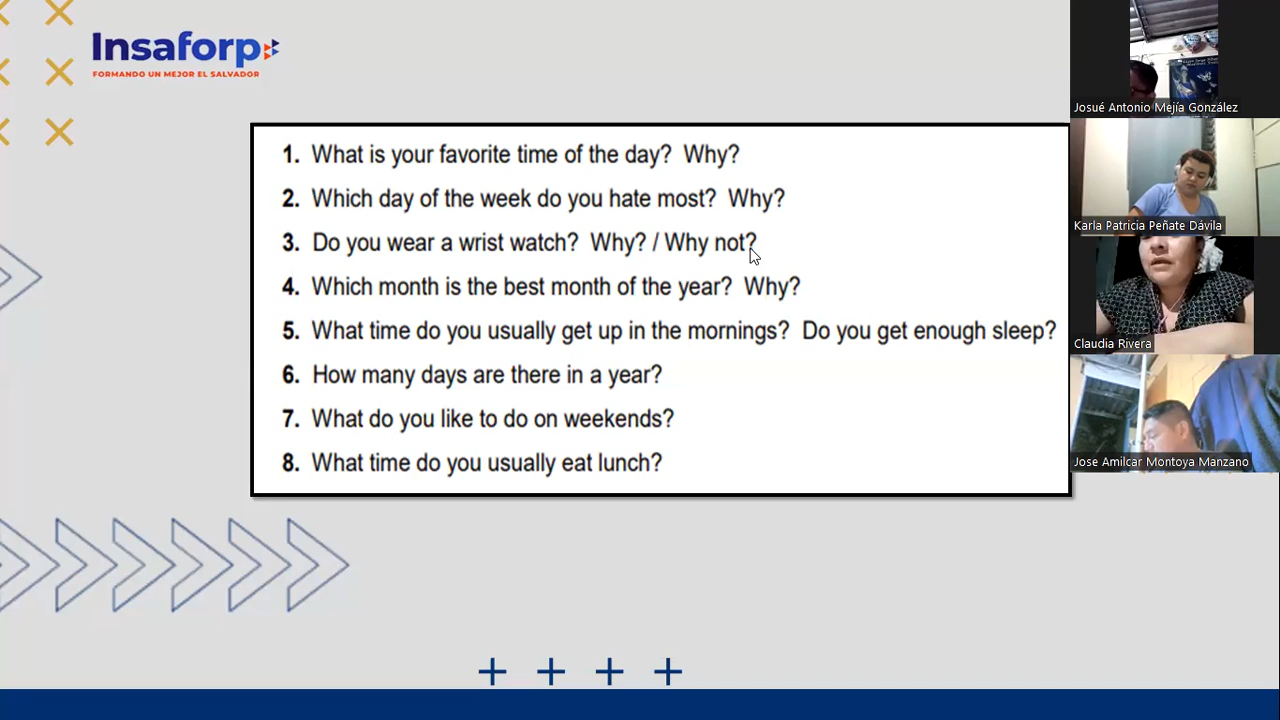 Insaforp
FORMANDO UN MEJOR EL SALVADOR
1. What is your favorite time of the day? Why?
2. Which day of the week do you hate most? Why?
3. Do you wear a wrist watch? Why? / Why not?
4. Which month is the best month of the year? Why?
5. What time do you usually get up in the mornings? Do you get enough sleep?
6. How many days are there in a year?
7. What do you like to do on weekends?
8. What time do you usually eat lunch?
Josué Antonio Mejía González
Karla Patricia Peñate Dávila
Claudia Rivera
Jose Amilcar Montoya Manzano